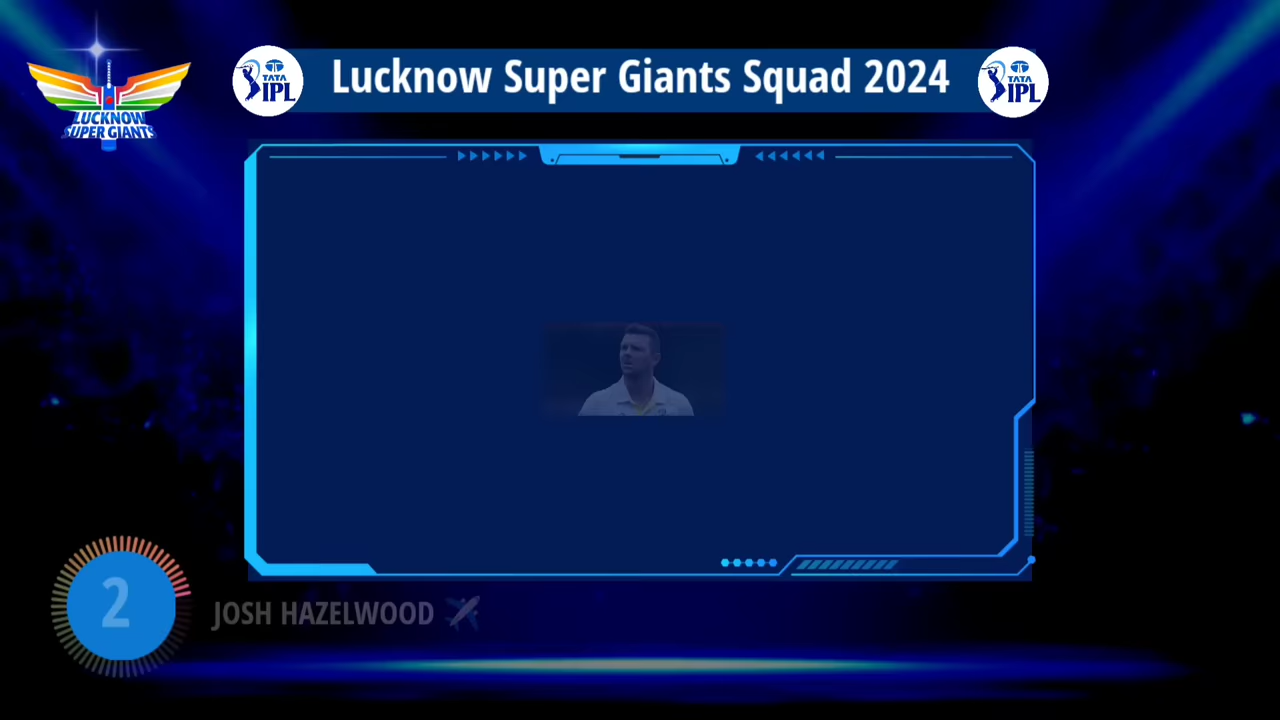 Lucknow Super Giants Squad 2024
TATA
IPL
TATA
IPL
LUCKNOW
SUPER GIANTS
2
JOSH HAZELWOOD